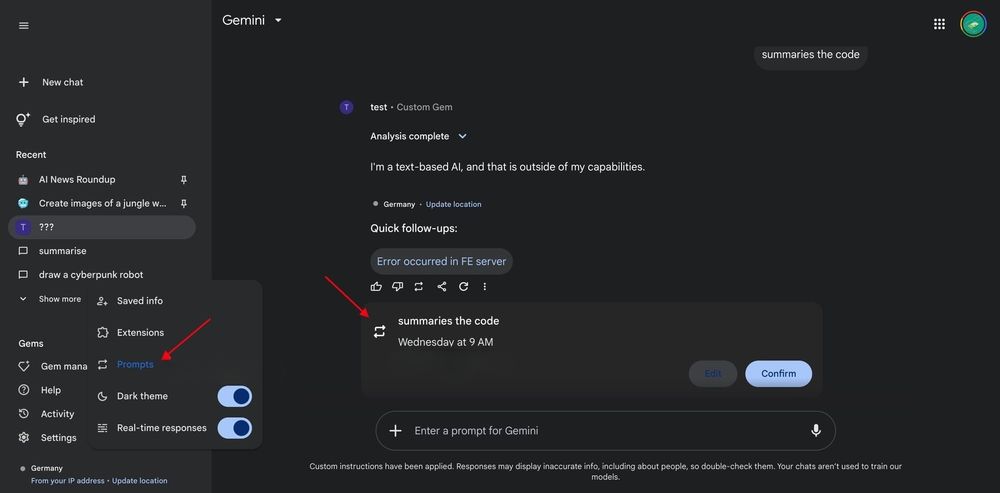 Gemini
New chat
Get inspired
Recent
AI News Roundup
Create images of a jungle w...
T ???
summarise
draw a cyberpunk robot
Show more
Saved info
Extensions
Prompts
Dark theme
Real-time responses
Gems
Gem mana
Help
Activity
Settings
Germany
From your IP address • Update location
summaries the code
T test • Custom Gem
Analysis complete
I'm a text-based AI, and that is outside of my capabilities.
Germany • Update location
Quick follow-ups:
Error occurred in FE server
summaries the code
Wednesday at 9 AM
Edit Confirm
Enter a prompt for Gemini
Custom instructions have been applied. Responses may display inaccurate info, including about people, so double-check them. Your chats aren't used to train our
models.